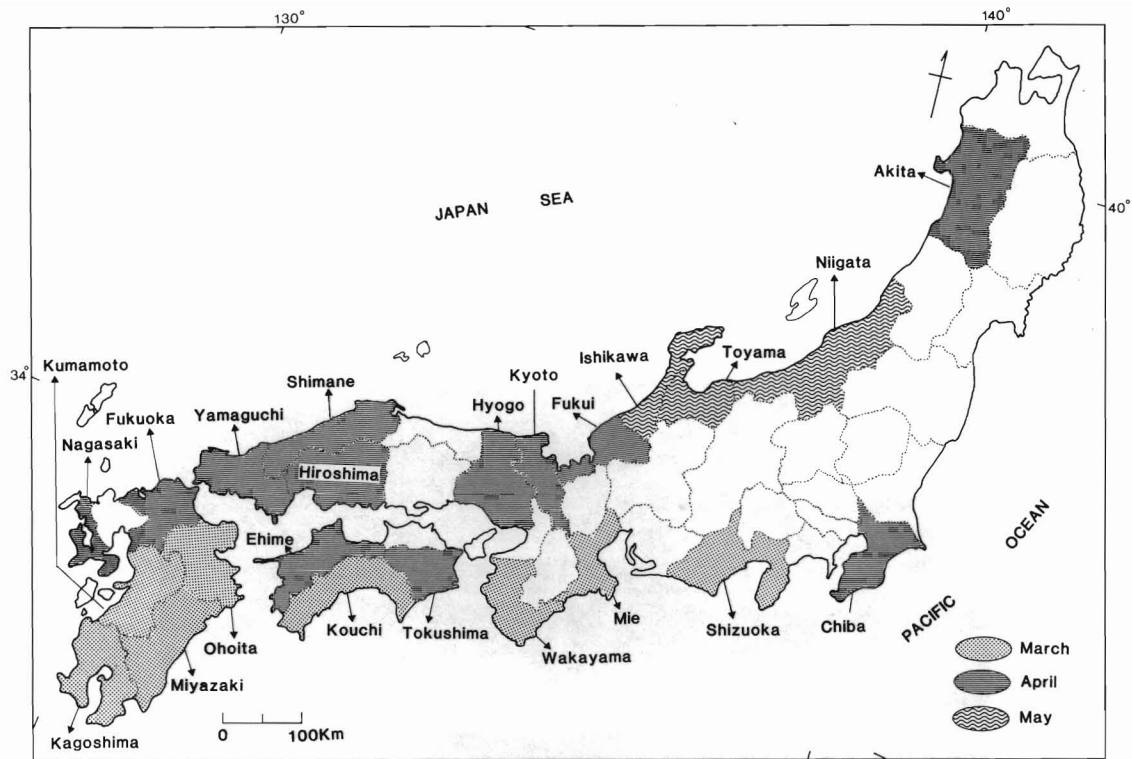 130°
140°
Akita
40°
JAPAN SEA
Niigata
Kumamoto
34°
Ishikawa
Toyama
Shimane
Kyoto
Fukuoka
Hyogo
Fukui
Yamaguchi
Nagasaki
Hiroshima
OCEAN
Ehime
PACIFIC
Mie
Kouchi
Tokushima
Shizuoka
Chiba
Ohoita
Wakayama
March
Miyazaki
April
Kagoshima
0 100Km
May